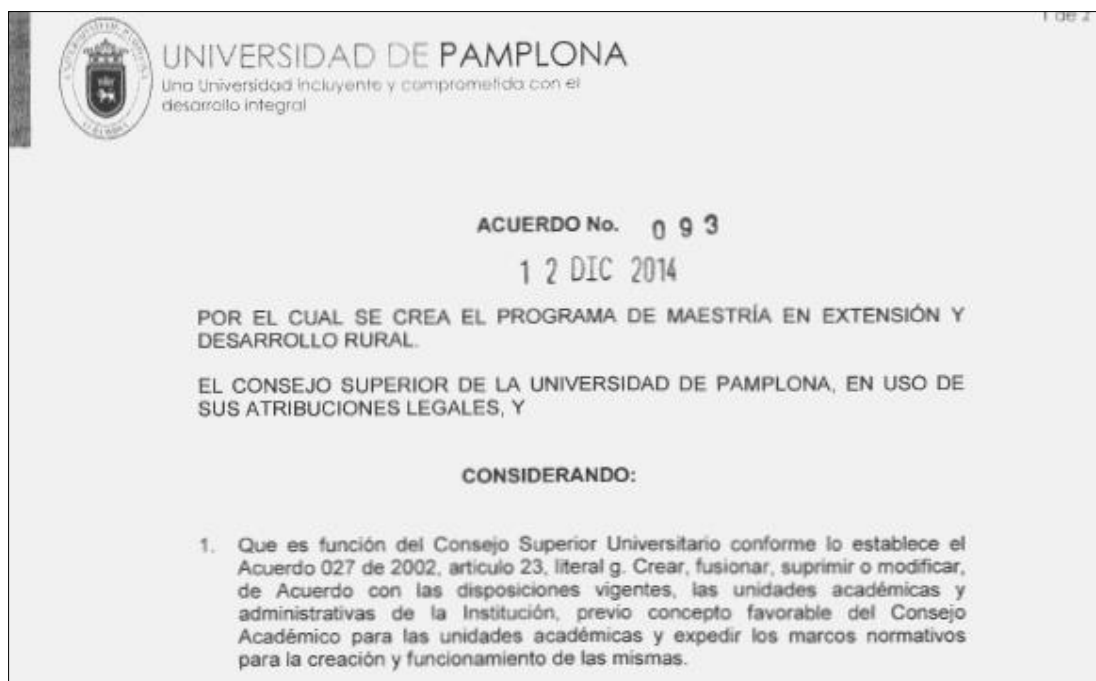 1 de 2
UNIVERSIDAD DE PAMPLONA
Una Universidad incluyente y comprometida con el
desarrollo integral
ACUERDO No. 093
12 DIC 2014
POR EL CUAL SE CREA EL PROGRAMA DE MAESTRÍA EN EXTENSIÓN Y
DESARROLLO RURAL.
EL CONSEJO SUPERIOR DE LA UNIVERSIDAD DE PAMPLONA, EN USO DE
SUS ATRIBUCIONES LEGALES, Y
CONSIDERANDO:
1. Que es función del Consejo Superior Universitario conforme lo establece el
Acuerdo 027 de 2002, artículo 23, literal g. Crear, fusionar, suprimir o modificar,
de Acuerdo con las disposiciones vigentes, las unidades académicas y
administrativas de la Institución, previo concepto favorable del Consejo
Académico para las unidades académicas y expedir los marcos normativos
para la creación y funcionamiento de las mismas.